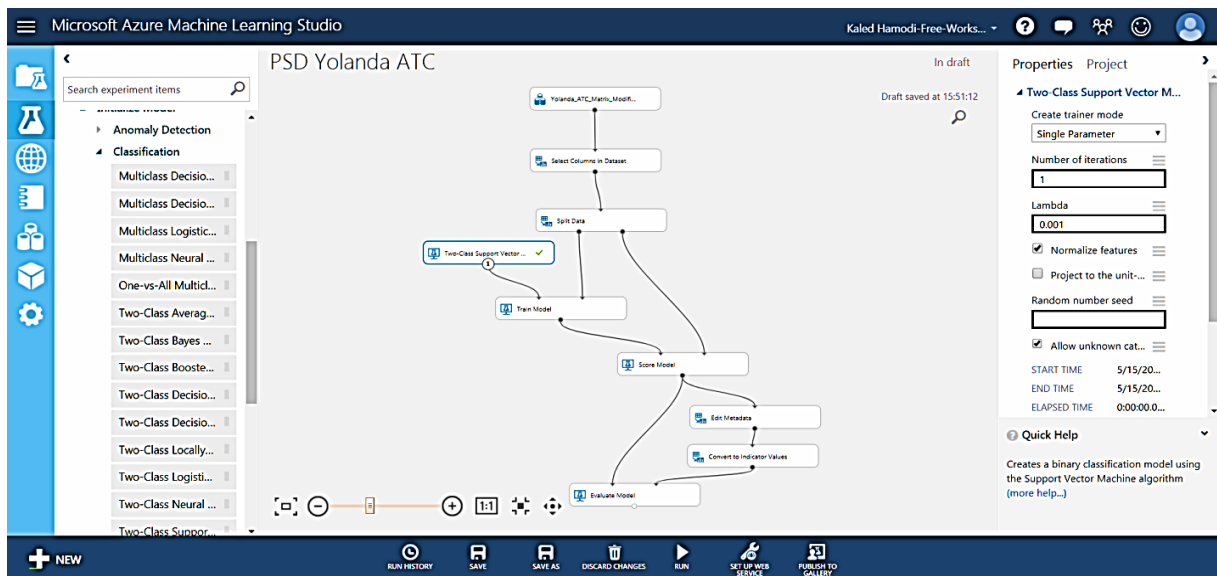 Microsoft Azure Machine Learning Studio
Kaled Hamodi-Free-Works...
Search experiment items
Anomaly Detection
Classification
Multiclass Decisio...
Multiclass Decisio...
Multiclass Logistic...
Multiclass Neural ...
One-vs-All Multicl...
Two-Class Averag...
Two-Class Bayes ...
Two-Class Booste...
Two-Class Decisio...
Two-Class Decisio...
Two-Class Locally...
Two-Class Logisti...
Two-Class Neural ...
Two-Class Suppor...
PSD Yolanda ATC
In draft
Draft saved at 15:51:12
Yolanda_ATC_Matrix_Modifi...
Select Columns in Dataset
Split Data
Two-Class Support Vector ...
1
Train Model
Score Model
Edit Metadata
Convert to Indicator Values
Evaluate Model
1:1
Properties Project
Two-Class Support Vector M...
Create trainer mode
Single Parameter
Number of iterations
1
Lambda
0.001
Normalize features
Project to the unit-...
Random number seed
Allow unknown cat...
START TIME 5/15/20...
END TIME 5/15/20...
ELAPSED TIME 0:00:00.0...
Quick Help
Creates a binary classification model using
the Support Vector Machine algorithm
(more help...)
NEW
RUN HISTORY
SAVE
SAVE AS
DISCARD CHANGES
RUN
SET UP WEB
SERVICE
PUBLISH TO
GALLERY